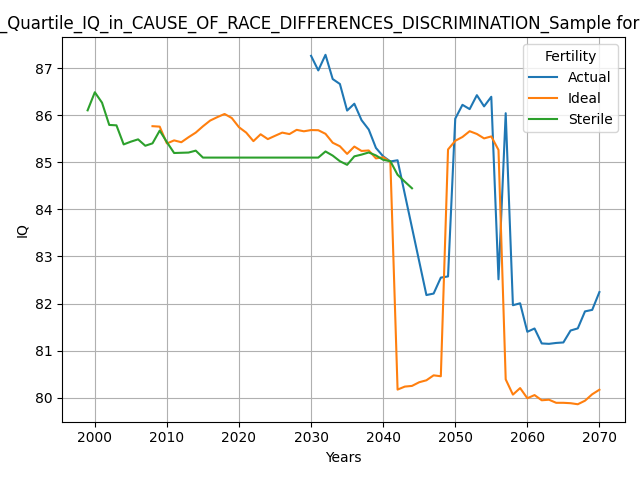 _Quartile_IQ_in_CAUSE_OF_RACE_DIFFERENCES_DISCRIMINATION_Sample for
Fertility
Actual
Ideal
Sterile
IQ
87
86
85
84
83
82
81
80
2000
2010
2020
2030
2040
2050
2060
2070
Years